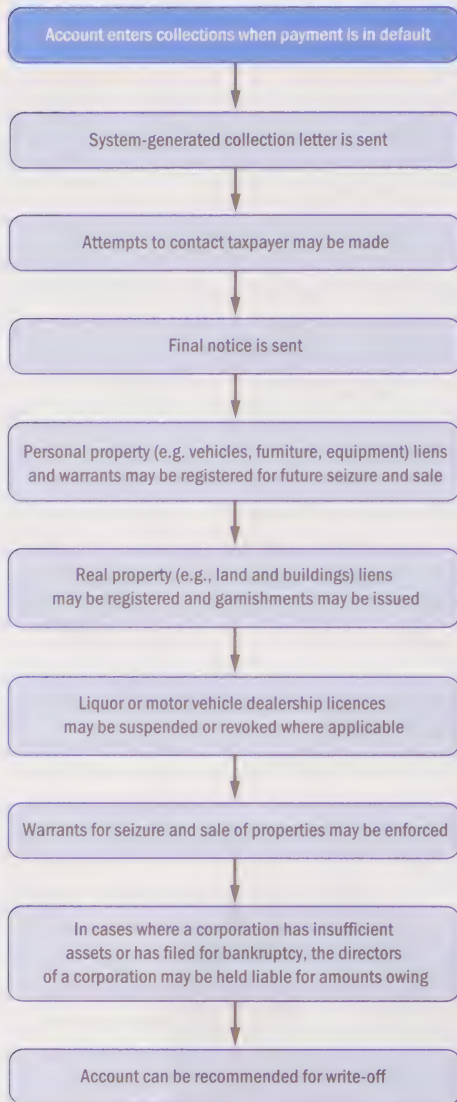 Account enters collections when payment is in default
System-generated collection letter is sent
Attempts to contact taxpayer may be made
Final notice is sent
Personal property (e.g. vehicles, furniture, equipment) liens
and warrants may be registered for future seizure and sale
Real property (e.g., land and buildings) liens
may be registered and garnishments may be issued
Liquor or motor vehicle dealership licences
may be suspended or revoked where applicable
Warrants for seizure and sale of properties may be enforced
In cases where a corporation has insufficient
assets or has filed for bankruptcy, the directors
of a corporation may be held liable for amounts owing
Account can be recommended for write-off